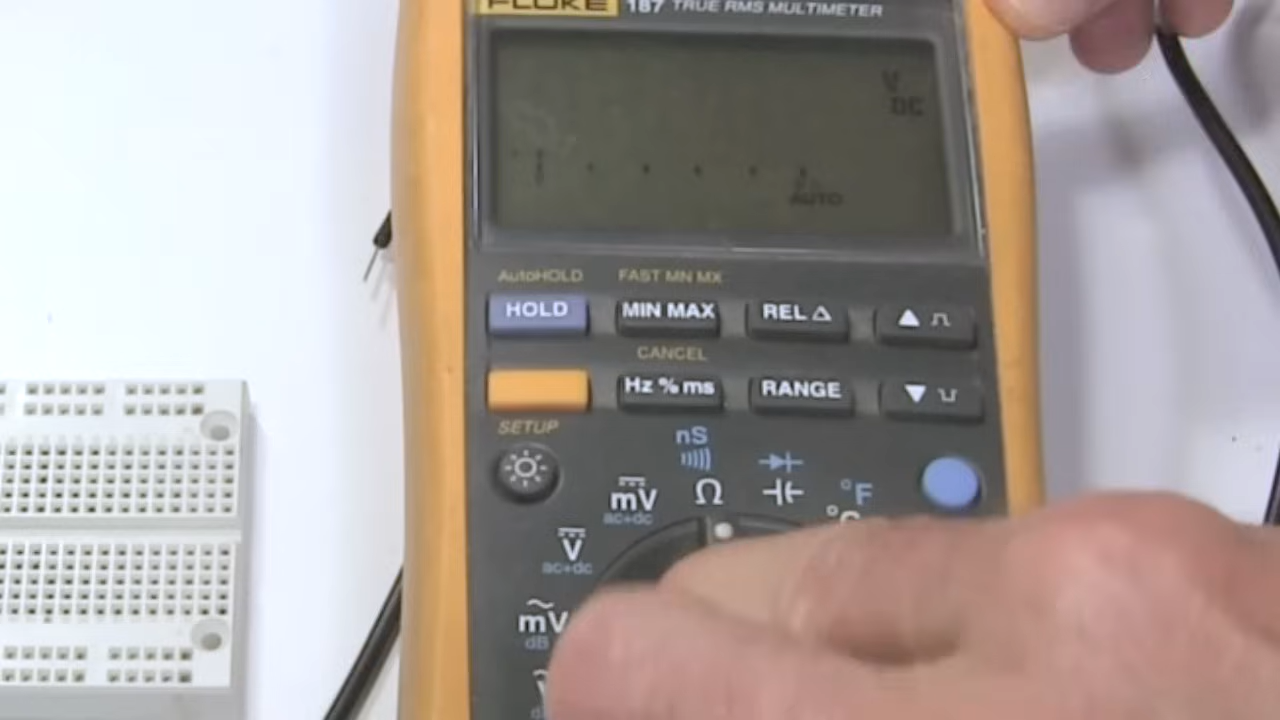 FLUKE 187 TRUE RMS MULTIMETER
V
DC
AUTO
AutoHOLD FAST MN MX
HOLD MIN MAX REL Δ ▲
CANCEL
Hz % ms RANGE ▼
SETUP
nS
mV Ω °F
ac+dc
V
ac+dc
mV
dB